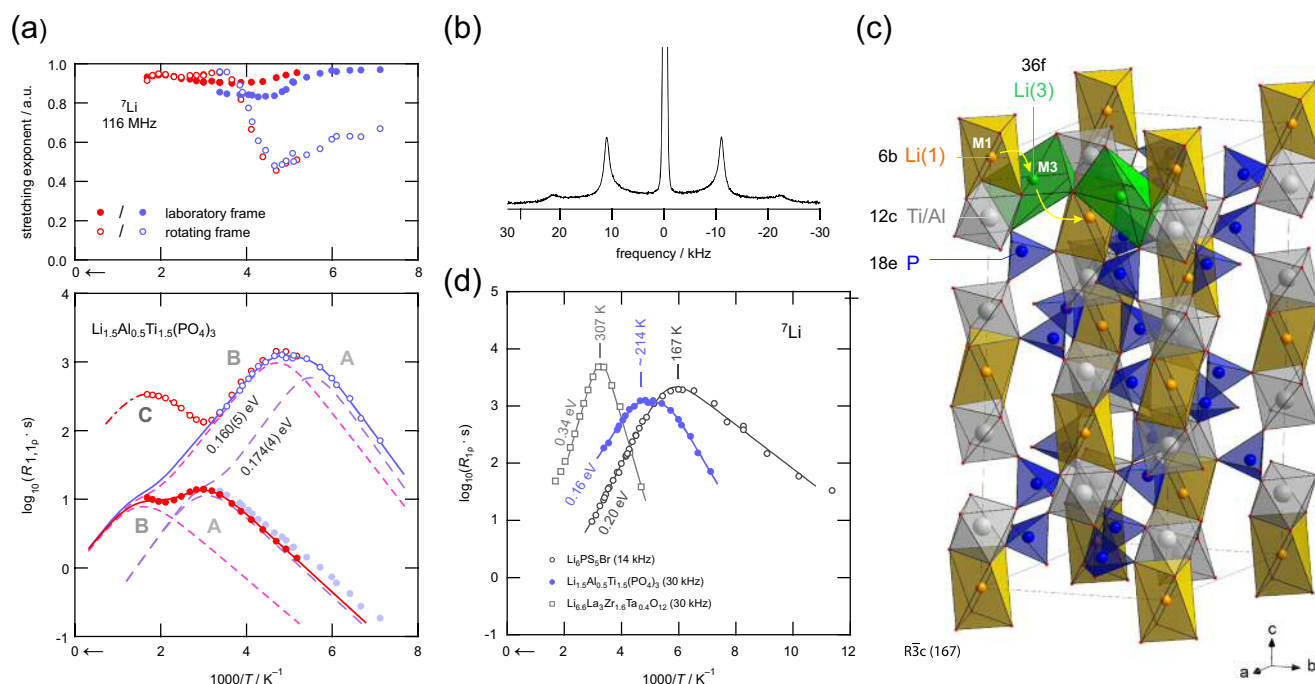 (a)
1.0
0.8
0.6
0.4
0.2
0.0
stretching exponent / a.u.
⁷Li
116 MHz
/ laboratory frame
/ rotating frame
0
2
4
6
8
Li₁.₅Al₀.₅Ti₁.₅(PO₄)₃
4
3
2
1
0
-1
log₁₀(R₁,₁ρ · s)
B
A
C
0.160(5) eV
0.174(4) eV
B
A
0
2
4
6
8
1000/T / K⁻¹
(b)
30
20
10
0
-10
-20
-30
frequency / kHz
(d)
5
4
3
2
1
0
-1
log₁₀(R₁ρ · s)
307 K
~ 214 K
167 K
⁷Li
0.34 eV
0.16 eV
0.20 eV
Li₆PS₅Br (14 kHz)
Li₁.₅Al₀.₅Ti₁.₅(PO₄)₃ (30 kHz)
Li₆.₆La₃Zr₁.₆Ta₀.₄O₁₂ (30 kHz)
0
2
4
6
8
10
12
1000/T / K⁻¹
(c)
36f
Li(3)
6b Li(1)
M1
M3
12c Ti/Al
18e P
R3̅c (167)
c
a
b